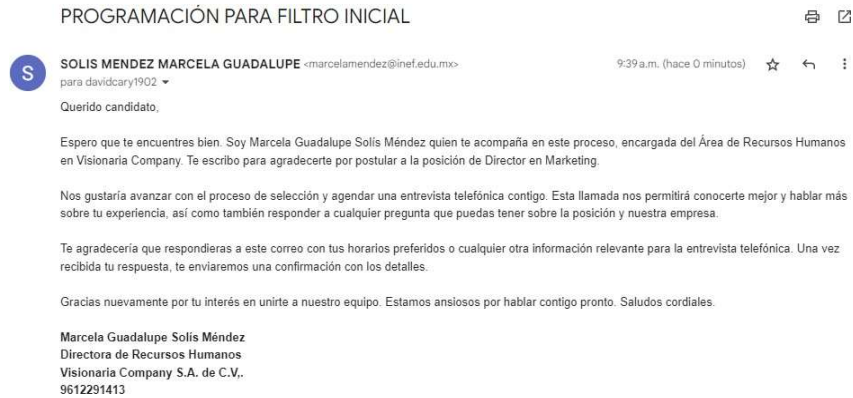 PROGRAMACIÓN PARA FILTRO INICIAL
S
SOLIS MENDEZ MARCELA GUADALUPE <marcelamendez@inef.edu.mx>
9:39 a.m. (hace 0 minutos)
para davidcary1902
Querido candidato,
Espero que te encuentres bien. Soy Marcela Guadalupe Solís Méndez quien te acompaña en este proceso, encargada del Área de Recursos Humanos
en Visionaria Company. Te escribo para agradecerte por postular a la posición de Director en Marketing.
Nos gustaría avanzar con el proceso de selección y agendar una entrevista telefónica contigo. Esta llamada nos permitirá conocerte mejor y hablar más
sobre tu experiencia, así como también responder a cualquier pregunta que puedas tener sobre la posición y nuestra empresa.
Te agradecería que respondieras a este correo con tus horarios preferidos o cualquier otra información relevante para la entrevista telefónica. Una vez
recibida tu respuesta, te enviaremos una confirmación con los detalles.
Gracias nuevamente por tu interés en unirte a nuestro equipo. Estamos ansiosos por hablar contigo pronto. Saludos cordiales.
Marcela Guadalupe Solís Méndez
Directora de Recursos Humanos
Visionaria Company S.A. de C.V,.
9612291413